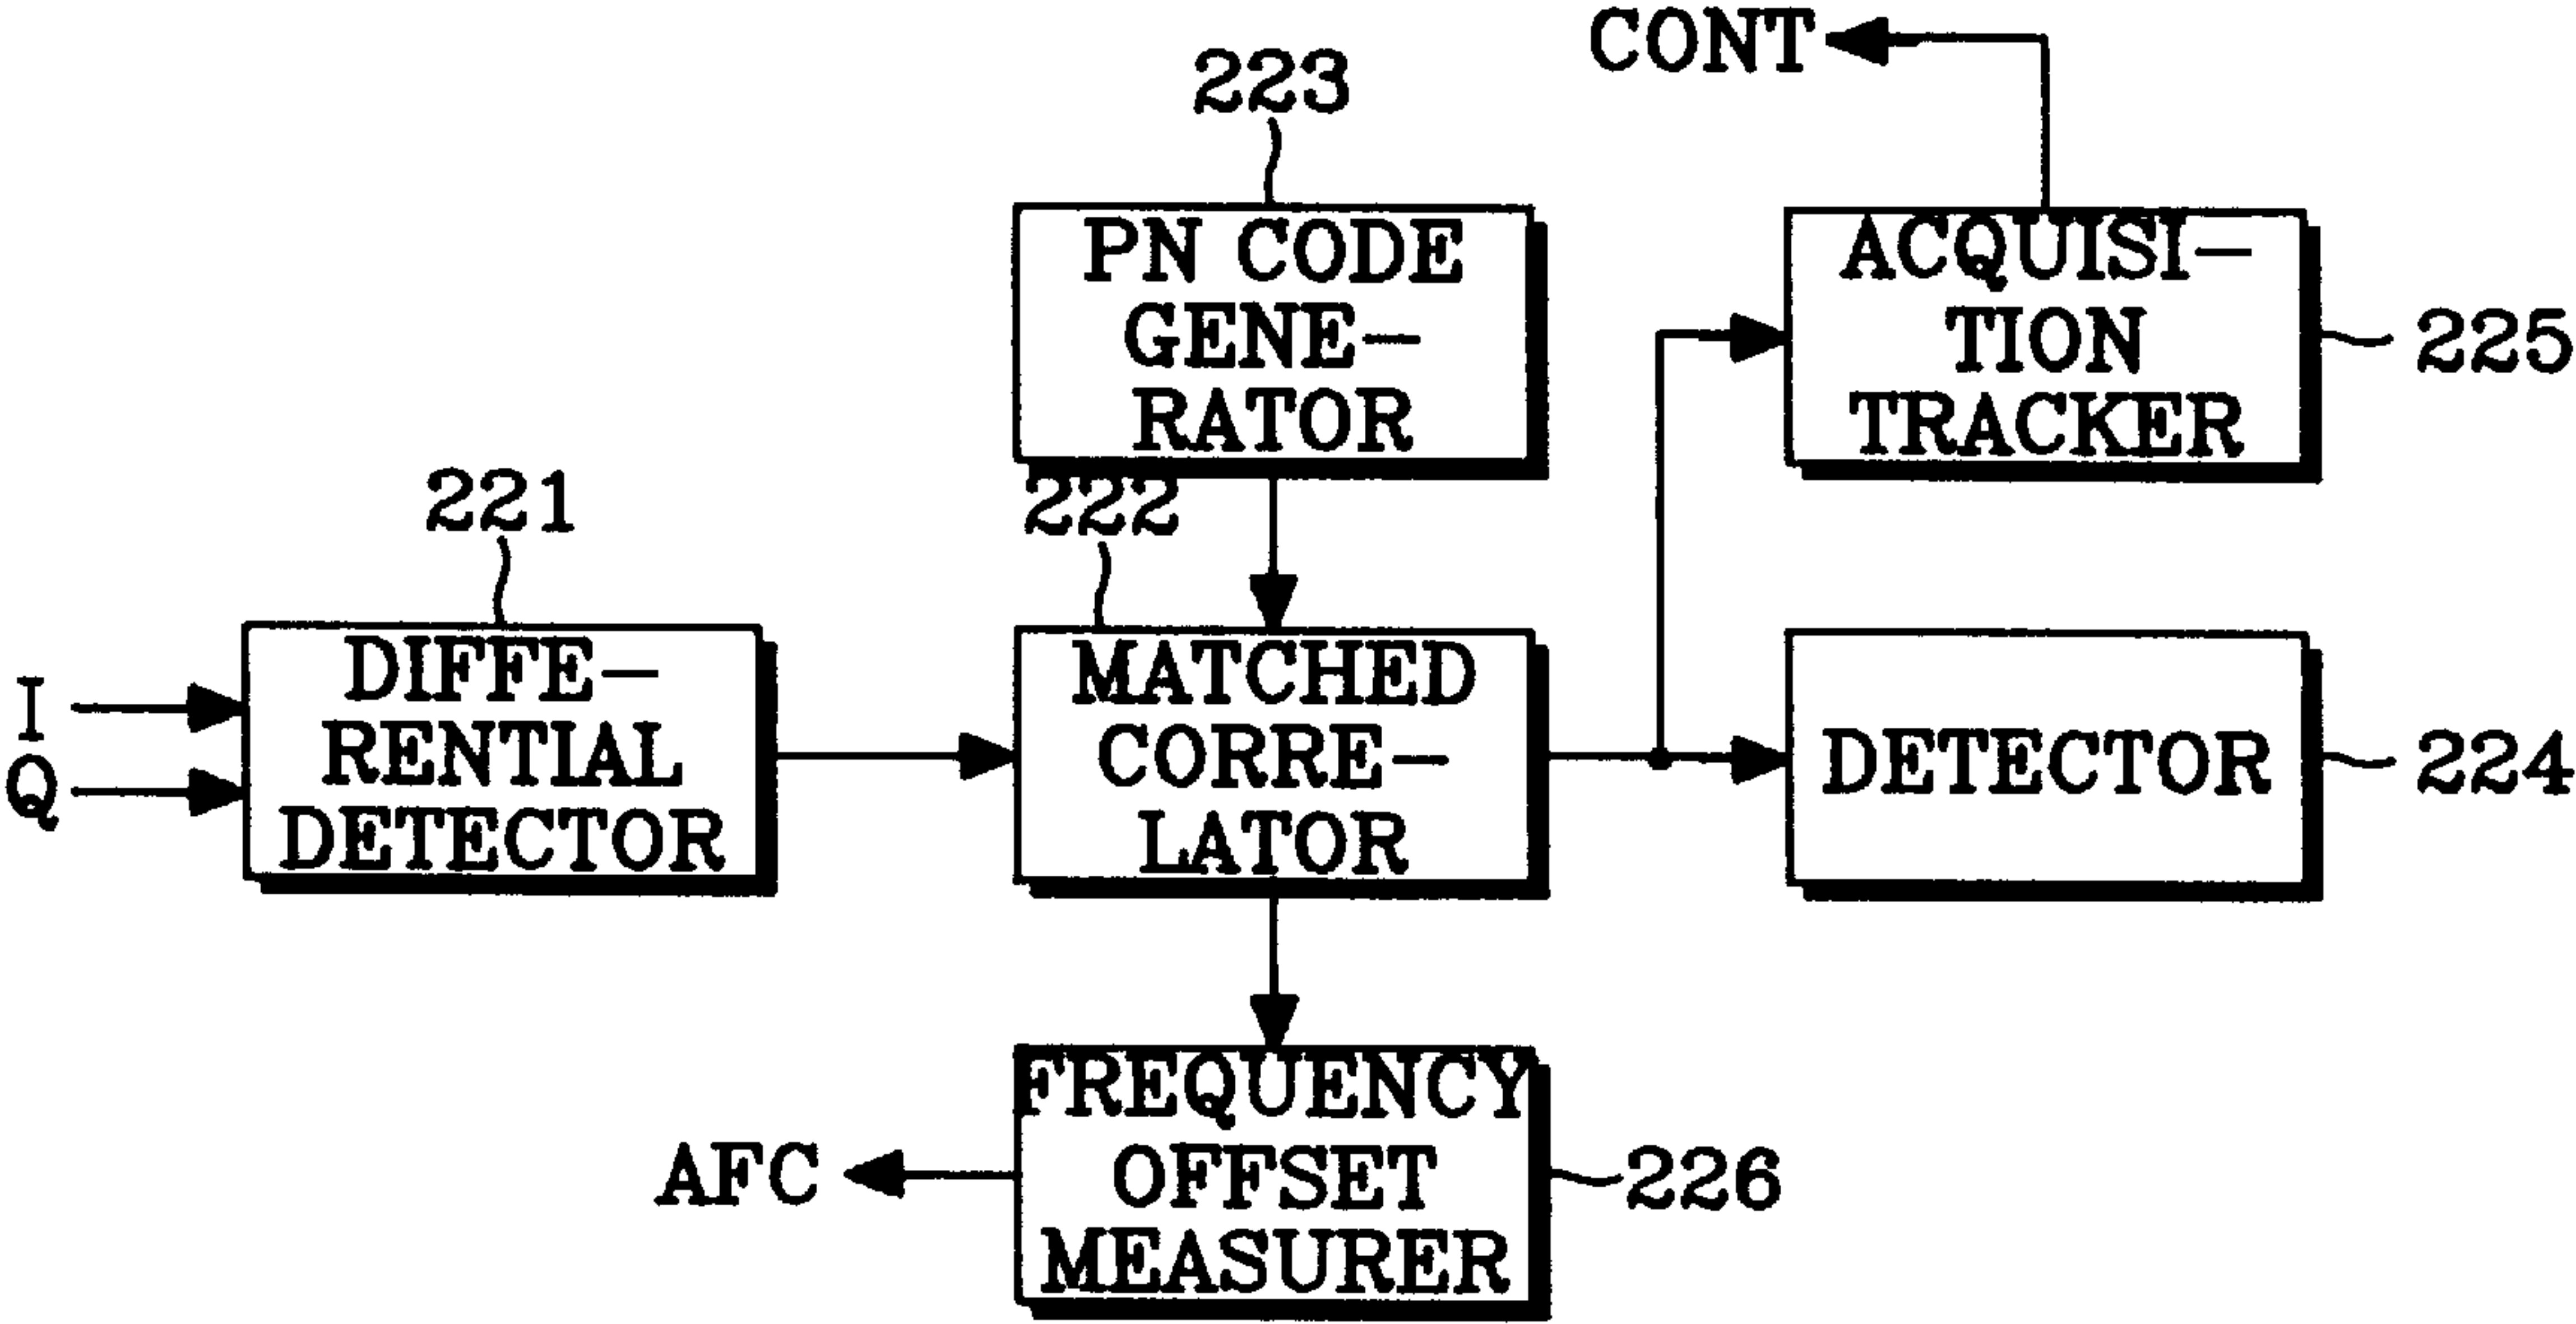 CONT
223
PN CODE
GENE-
RATOR
ACQUISI-
TION
TRACKER
225
221
222
I
Q
DIFFE-
RENTIAL
DETECTOR
MATCHED
CORRE-
LATOR
DETECTOR
224
FREQUENCY
OFFSET
MEASURER
AFC
226